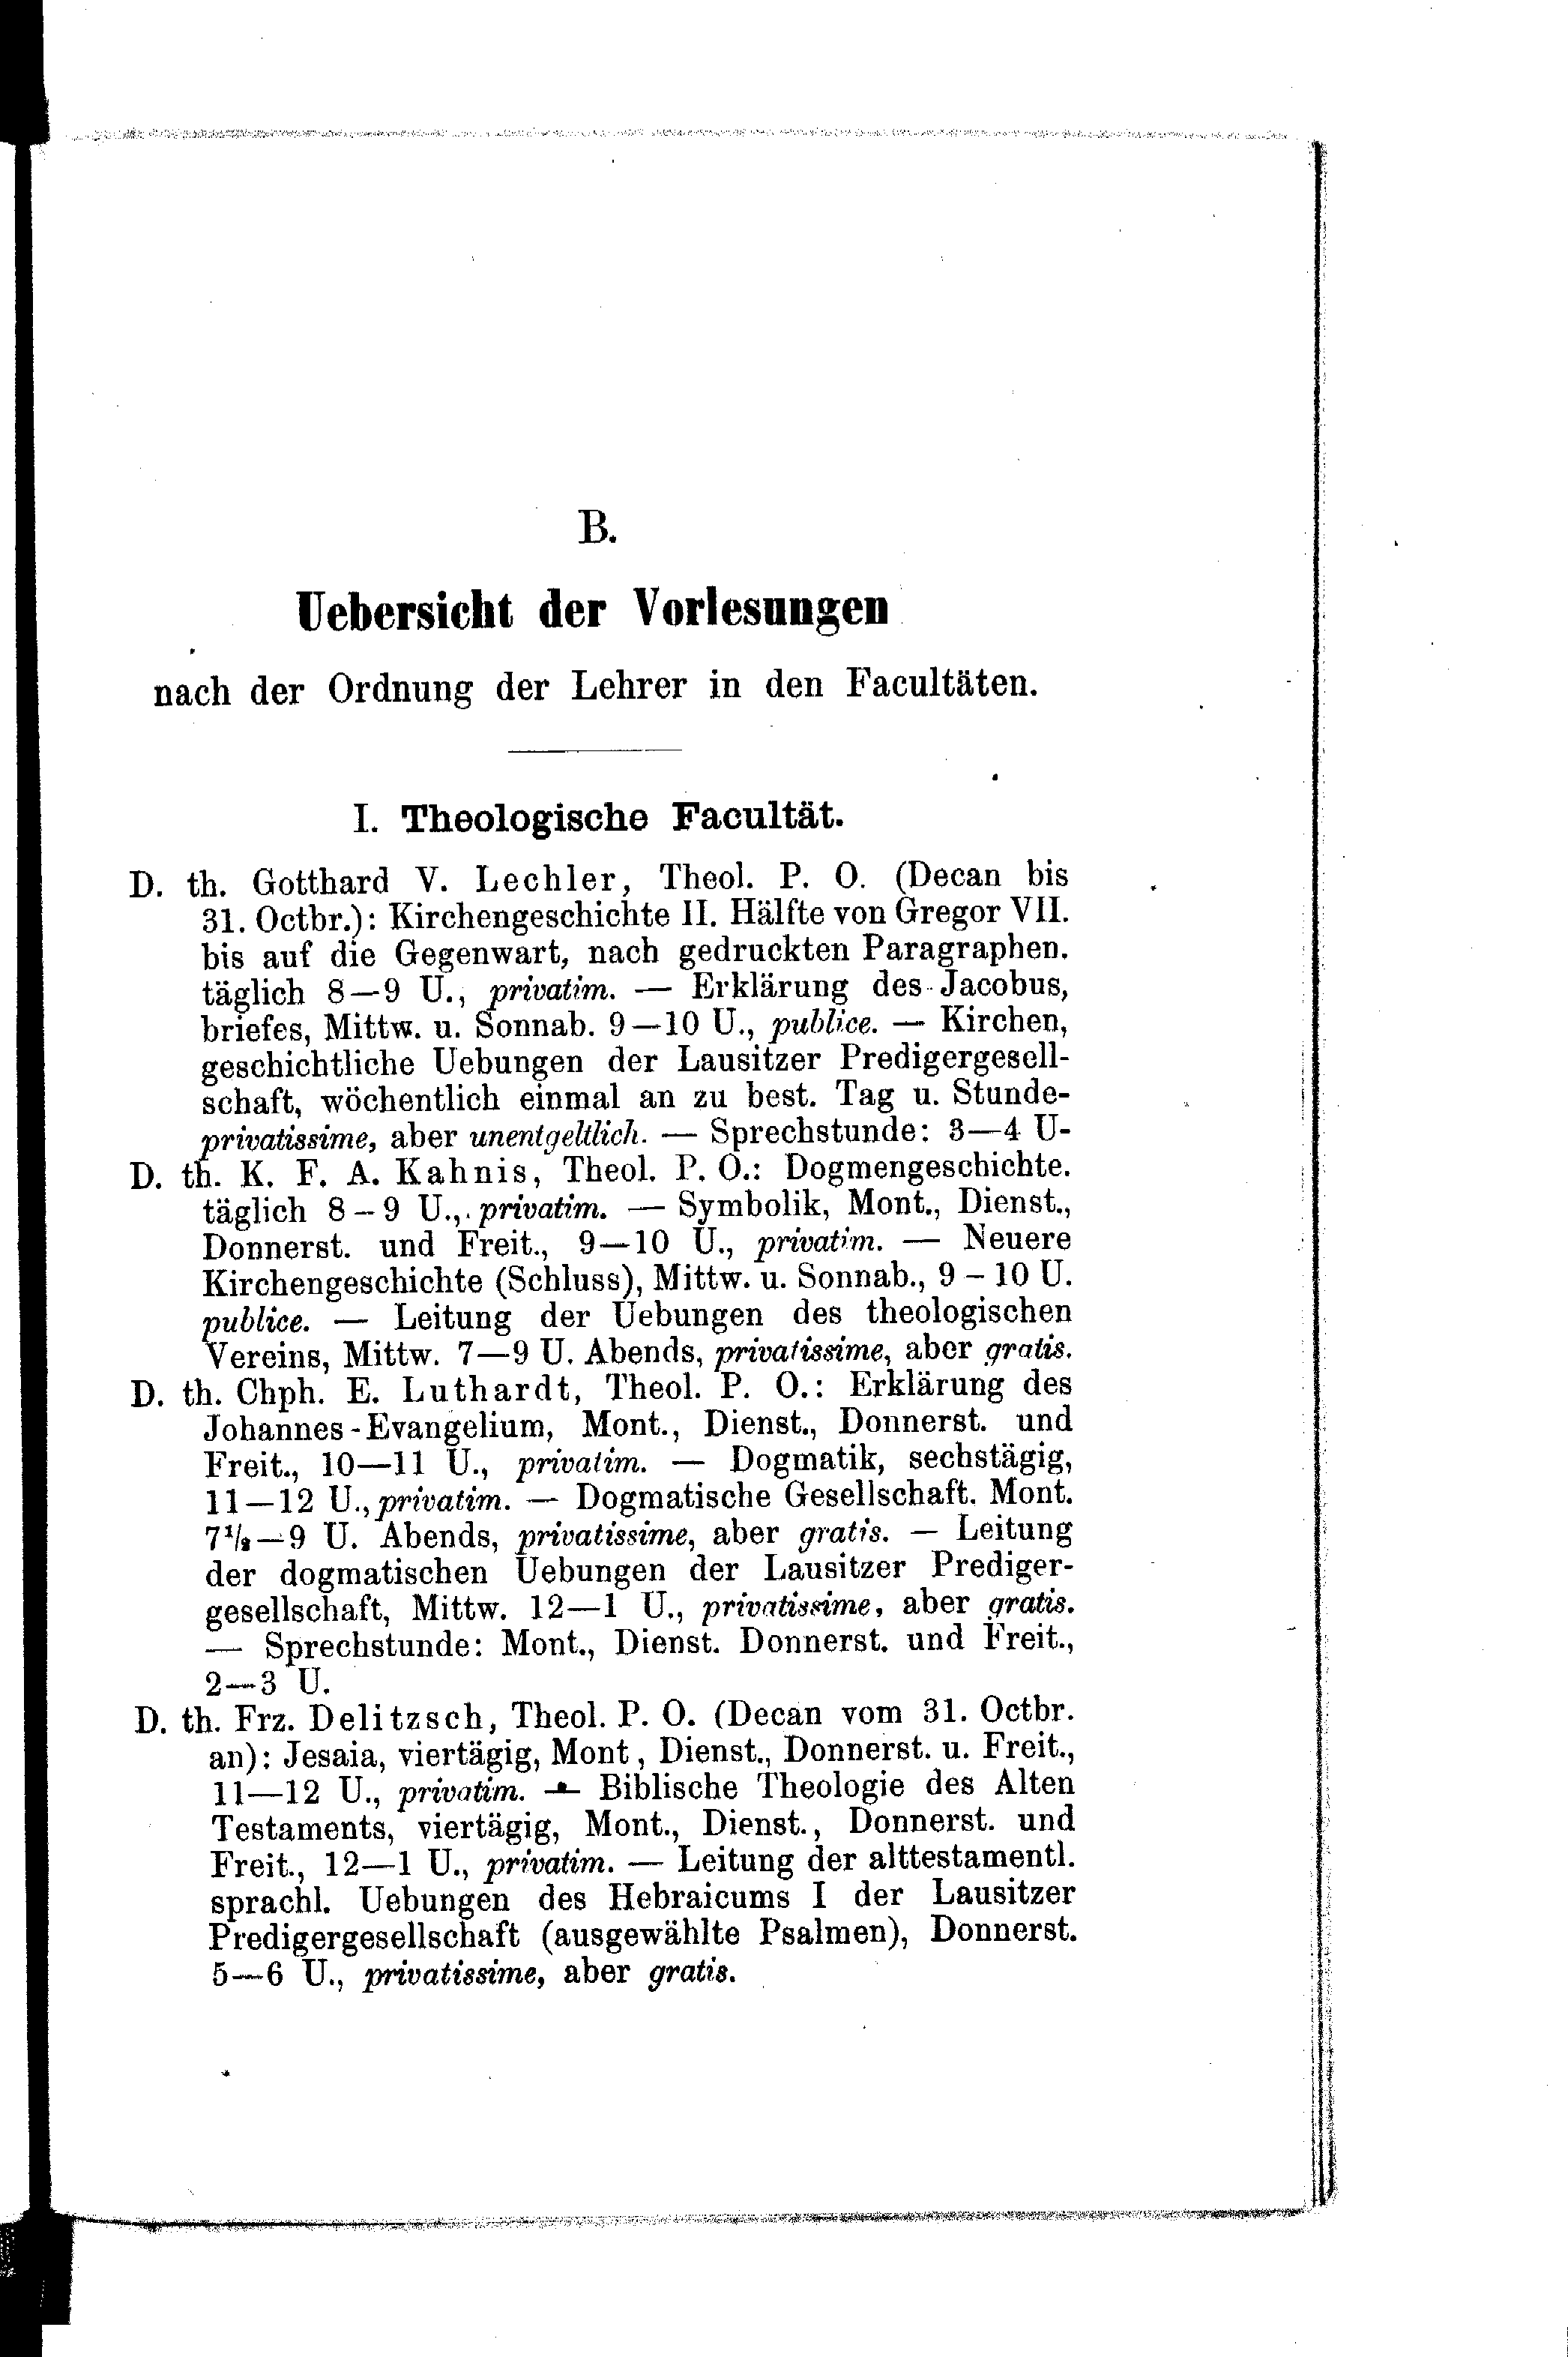 B.
Uebersicht der Vorlesungen
nach der Ordnung der Lehrer in den Facultäten.
I. Theologische Facultät.
D. th. Gotthard V. Lechler, Theol. P. O. (Decan bis
31. Octbr.): Kirchengeschichte II. Hälfte von Gregor VII.
bis auf die Gegenwart, nach gedruckten Paragraphen.
täglich 8—9 U., privatim. — Erklärung des Jacobus,
briefes, Mittw. u. Sonnab. 9—10 U., publice. — Kirchen,
geschichtliche Uebungen der Lausitzer Predigergesell-
schaft, wöchentlich einmal an zu best. Tag u. Stunde-
privatissime, aber unentgeltlich. — Sprechstunde: 3—4 U-
D. th. K. F. A. Kahnis, Theol. P. O.: Dogmengeschichte.
täglich 8–9 U., privatim. — Symbolik, Mont., Dienst.,
Donnerst. und Freit., 9—10 U., privatim. — Neuere
Kirchengeschichte (Schluss), Mittw. u. Sonnab., 9–10 U.
publice. — Leitung der Uebungen des theologischen
Vereins, Mittw. 7—9 U. Abends, privatissime, aber gratis.
D. th. Chph. E. Luthardt, Theol. P. O.: Erklärung des
Johannes-Evangelium, Mont., Dienst., Donnerst. und
Freit., 10—11 U., privatim. — Dogmatik, sechstägig,
11—12 U., privatim. — Dogmatische Gesellschaft. Mont.
7½—9 U. Abends, privatissime, aber gratis. — Leitung
der dogmatischen Uebungen der Lausitzer Prediger-
gesellschaft, Mittw. 12—1 U., privatissime, aber gratis.
— Sprechstunde: Mont., Dienst. Donnerst. und Freit.,
2—3 U.
D. th. Frz. Delitzsch, Theol. P. O. (Decan vom 31. Octbr.
an): Jesaia, viertägig, Mont, Dienst., Donnerst. u. Freit.,
11—12 U., privatim. — Biblische Theologie des Alten
Testaments, viertägig, Mont., Dienst., Donnerst. und
Freit., 12—1 U., privatim. — Leitung der alttestamentl.
sprachl. Uebungen des Hebraicums I der Lausitzer
Predigergesellschaft (ausgewählte Psalmen), Donnerst.
5—6 U., privatissime, aber gratis.